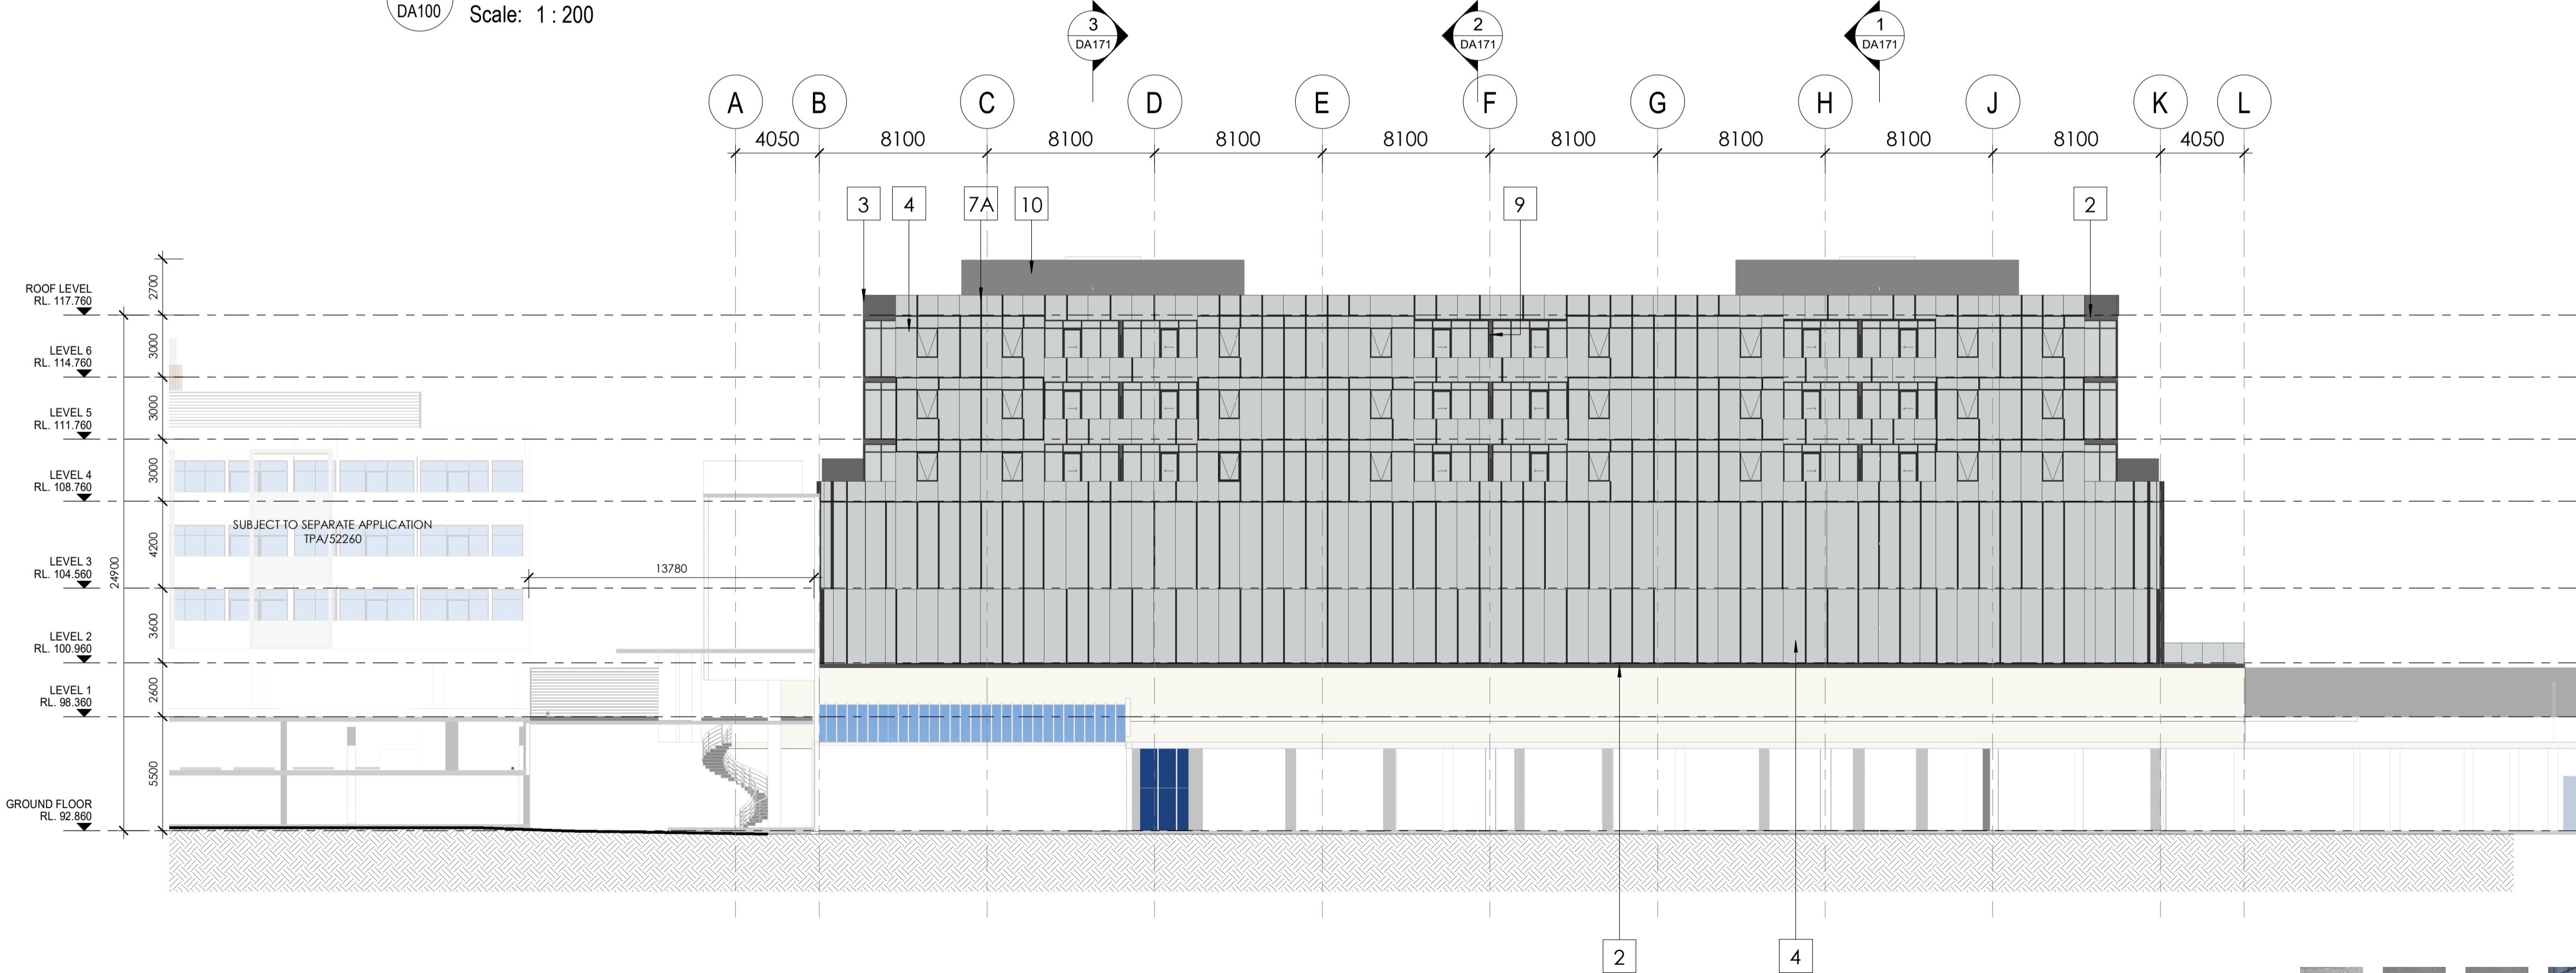 DA100
Scale: 1 : 200
3
DA171
2
DA171
1
DA171
A
B
C
D
E
F
G
H
J
K
L
4050
8100
8100
8100
8100
8100
8100
8100
8100
4050
3
4
7A
10
9
2
ROOF LEVEL
RL. 117.760
2700
LEVEL 6
RL. 114.760
3000
LEVEL 5
RL. 111.760
3000
LEVEL 4
RL. 108.760
3000
SUBJECT TO SEPARATE APPLICATION
TPA/52260
LEVEL 3
RL. 104.560
4200
24900
13780
LEVEL 2
RL. 100.960
3600
LEVEL 1
RL. 98.360
2600
GROUND FLOOR
RL. 92.860
5500
2
4